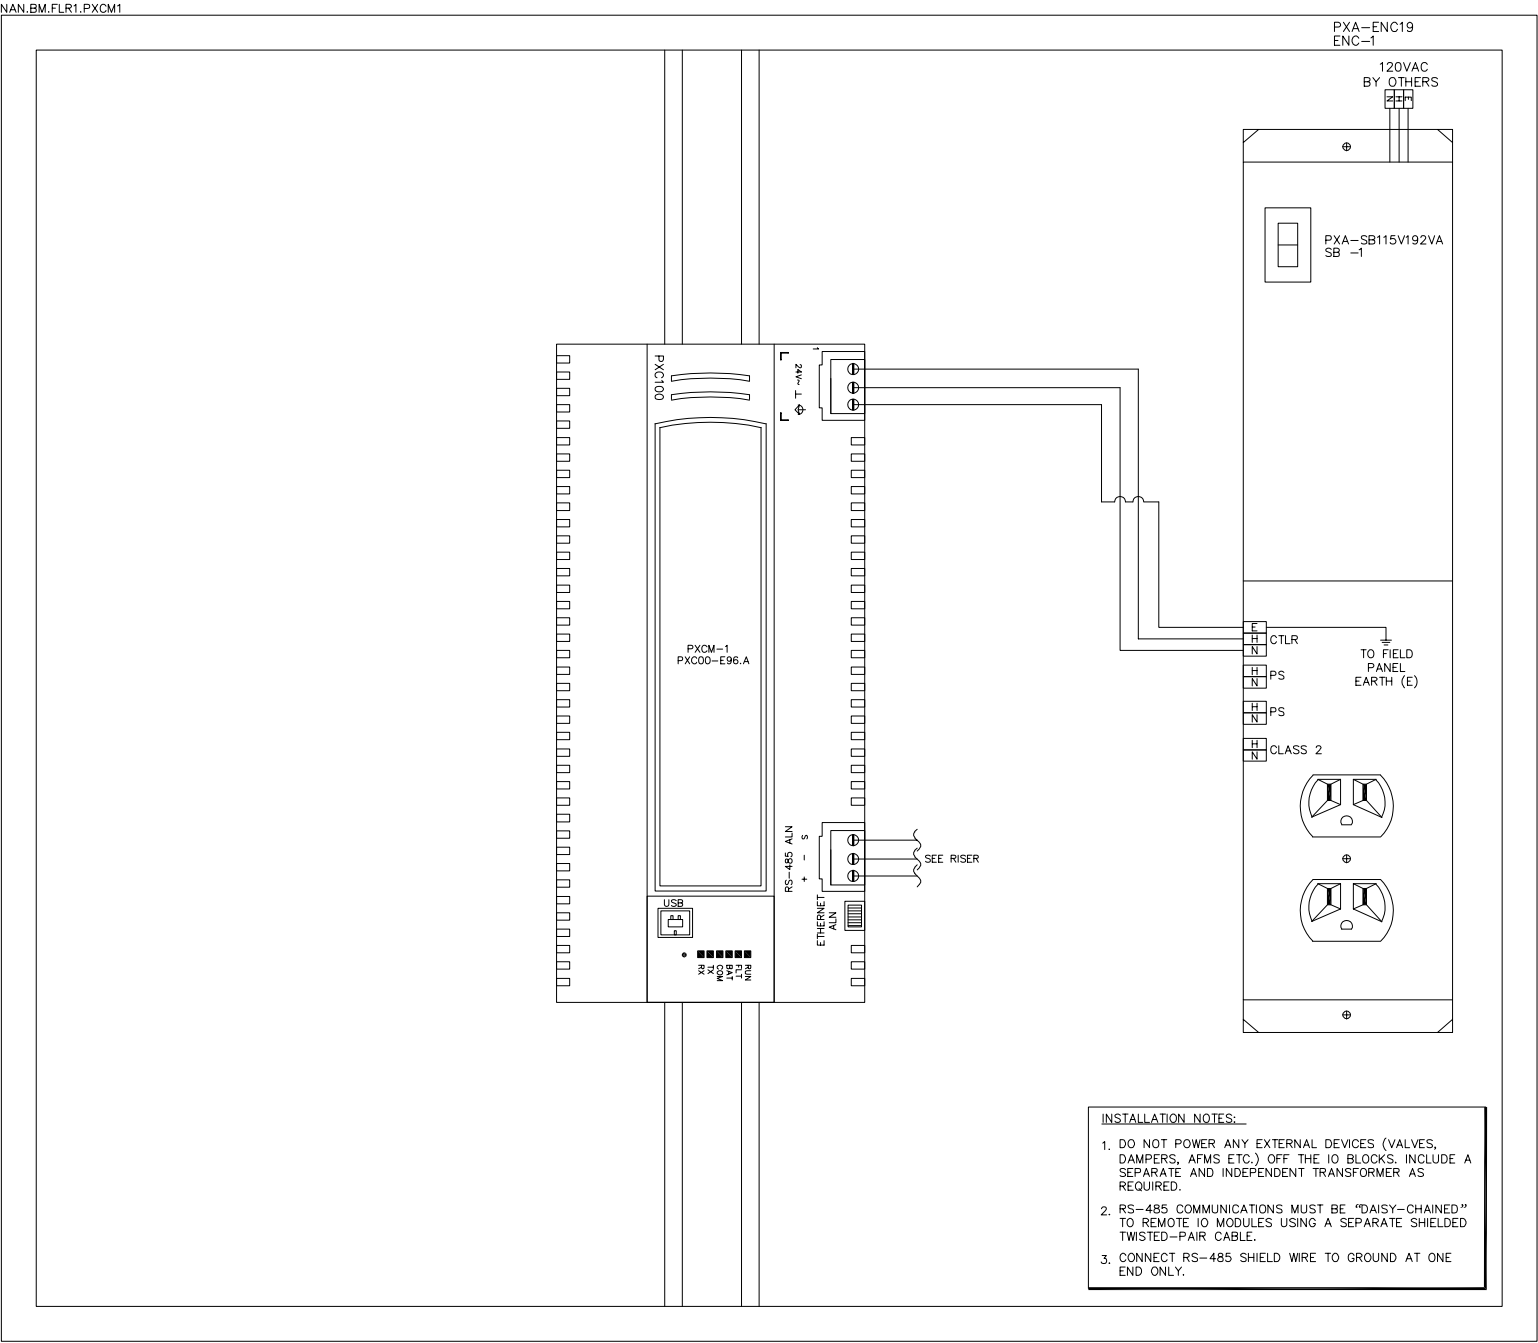 NAN.BM.FLR1.PXCM1
PXA-ENC19
ENC-1
120VAC
BY OTHERS
N H E
PXA-SB115V192VA
SB -1
PXC100
24V~
1
E
H
N
CTLR
TO FIELD
PANEL
EARTH (E)
PXCM-1
PXC00-E96.A
H
N
PS
H
N
PS
H
N
CLASS 2
RS-485 ALN
+ - S
SEE RISER
ETHERNET
ALN
USB
RX
TX
COM
BAT
FLT
RUN
INSTALLATION NOTES:
1. DO NOT POWER ANY EXTERNAL DEVICES (VALVES,
DAMPERS, AFMS ETC.) OFF THE IO BLOCKS. INCLUDE A
SEPARATE AND INDEPENDENT TRANSFORMER AS
REQUIRED.
2. RS-485 COMMUNICATIONS MUST BE “DAISY-CHAINED”
TO REMOTE IO MODULES USING A SEPARATE SHIELDED
TWISTED-PAIR CABLE.
3. CONNECT RS-485 SHIELD WIRE TO GROUND AT ONE
END ONLY.